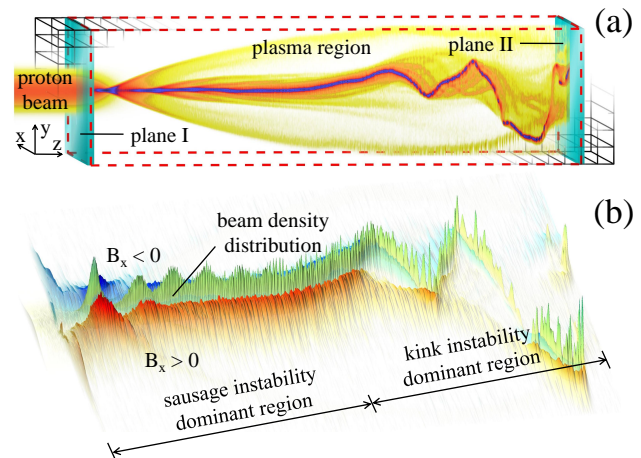 (a)
plasma region
plane II
proton
beam
plane I
x
y
z
(b)
beam density
distribution
Bx < 0
Bx > 0
kink instability
dominant region
sausage instability
dominant region